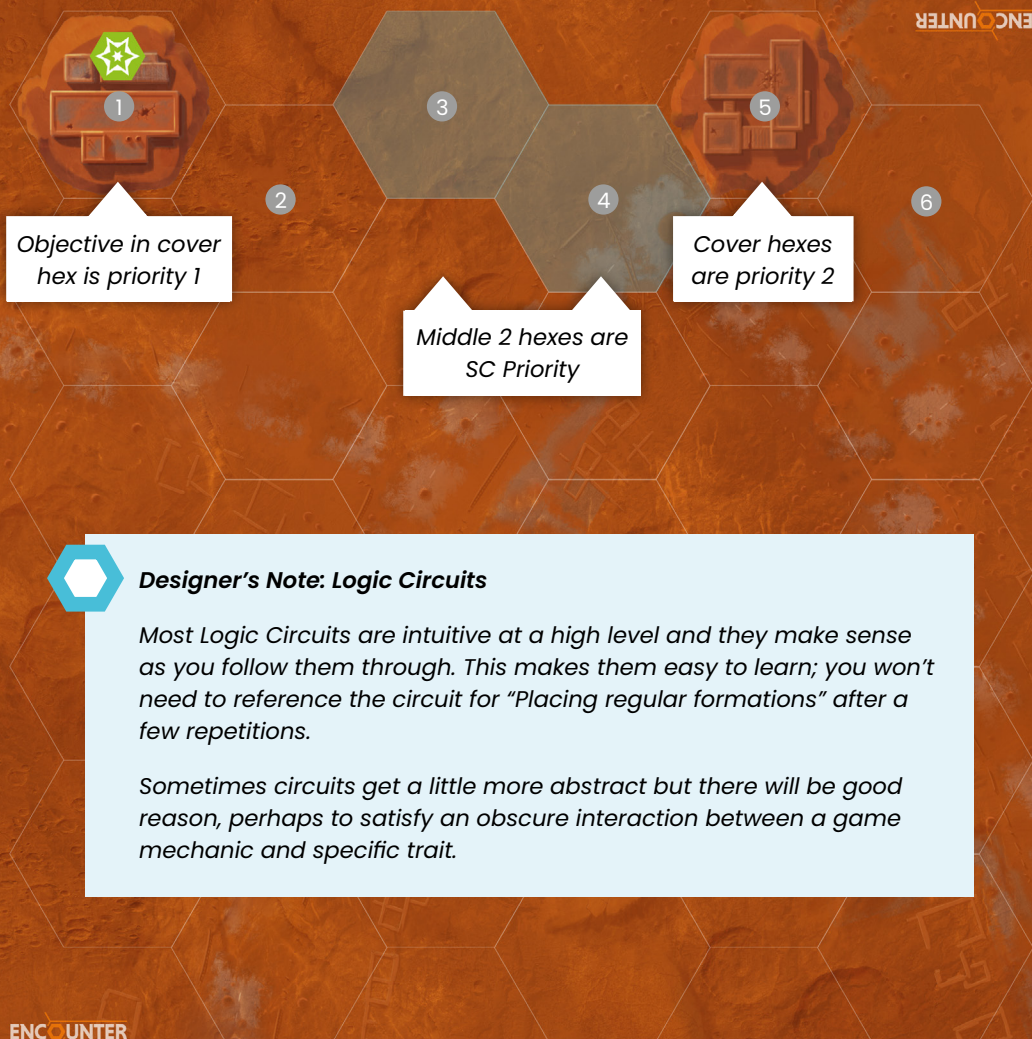 ENCOUNTER
1
3
5
2
4
6
Objective in cover
hex is priority 1
Cover hexes
are priority 2
Middle 2 hexes are
SC Priority
Designer's Note: Logic Circuits
Most Logic Circuits are intuitive at a high level and they make sense
as you follow them through. This makes them easy to learn; you won't
need to reference the circuit for “Placing regular formations” after a
few repetitions.
Sometimes circuits get a little more abstract but there will be good
reason, perhaps to satisfy an obscure interaction between a game
mechanic and specific trait.
ENCOUNTER